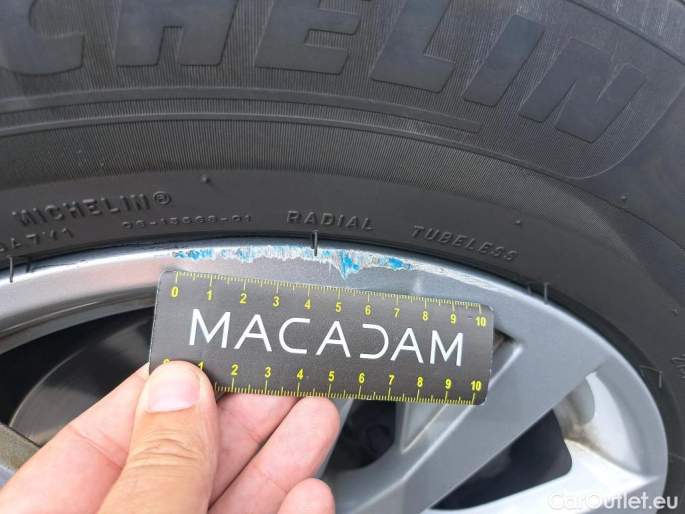 CHELIN
MICHELIN®
RADIAL TUBELESS
0 1 2 3 4 5 6 7 8 9 10
MACADAM
0 1 2 3 4 5 6 7 8 9 10
CarOutlet.eu